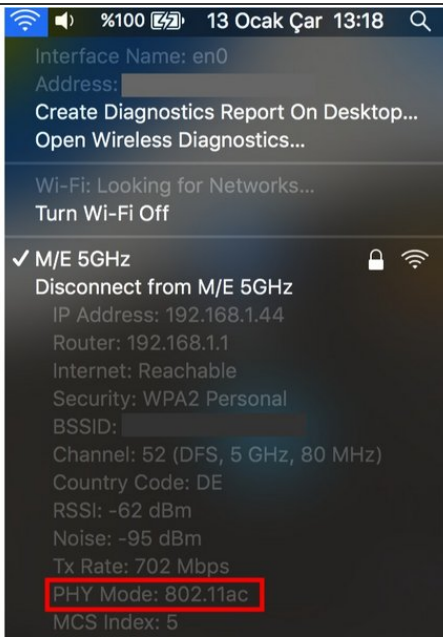 %100 13 Ocak Çar 13:18
Interface Name: en0
Address:
Create Diagnostics Report On Desktop...
Open Wireless Diagnostics...
Wi-Fi: Looking for Networks...
Turn Wi-Fi Off
✓ M/E 5GHz
Disconnect from M/E 5GHz
IP Address: 192.168.1.44
Router: 192.168.1.1
Internet: Reachable
Security: WPA2 Personal
BSSID:
Channel: 52 (DFS, 5 GHz, 80 MHz)
Country Code: DE
RSSI: -62 dBm
Noise: -95 dBm
Tx Rate: 702 Mbps
PHY Mode: 802.11ac
MCS Index: 5